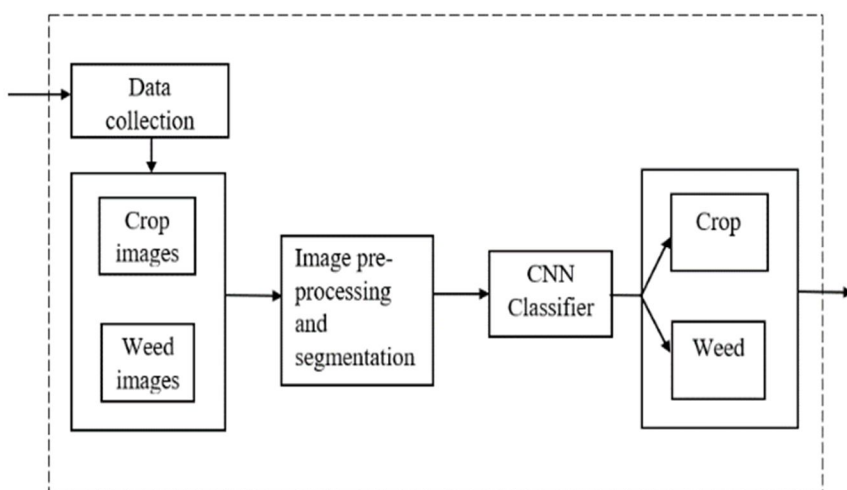 Data
collection
Crop
images
Weed
images
Image pre-
processing
and
segmentation
CNN
Classifier
Crop
Weed